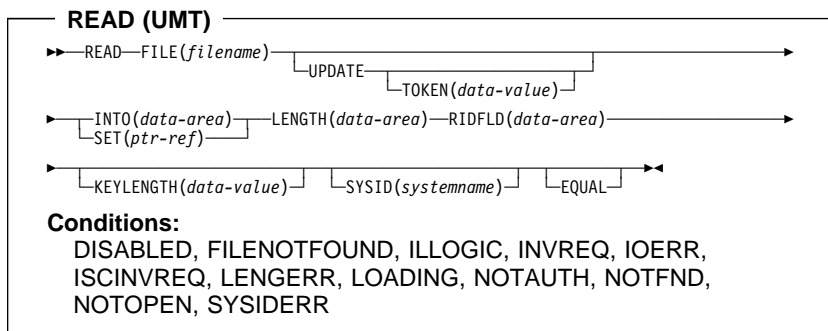 READ (UMT)
READ FILE(filename)
UPDATE
TOKEN(data-value)
INTO(data-area) LENGTH(data-area) RIDFLD(data-area)
SET(ptr-ref)
KEYLENGTH(data-value) SYSID(systemname) EQUAL
Conditions:
DISABLED, FILENOTFOUND, ILLOGIC, INVREQ, IOERR,
ISCINVREQ, LENGERR, LOADING, NOTAUTH, NOTFND,
NOTOPEN, SYSIDERR